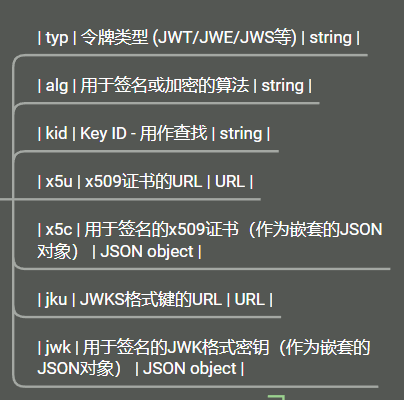 | typ | 令牌类型 (JWT/JWE/JWS等) | string |
| alg | 用于签名或加密的算法 | string |
| kid | Key ID - 用作查找 | string |
| x5u | x509证书的URL | URL |
| x5c | 用于签名的x509证书（作为嵌套的JSON
对象） | JSON object |
| jku | JWKS格式键的URL | URL |
| jwk | 用于签名的JWK格式密钥（作为嵌套的
JSON对象） | JSON object |